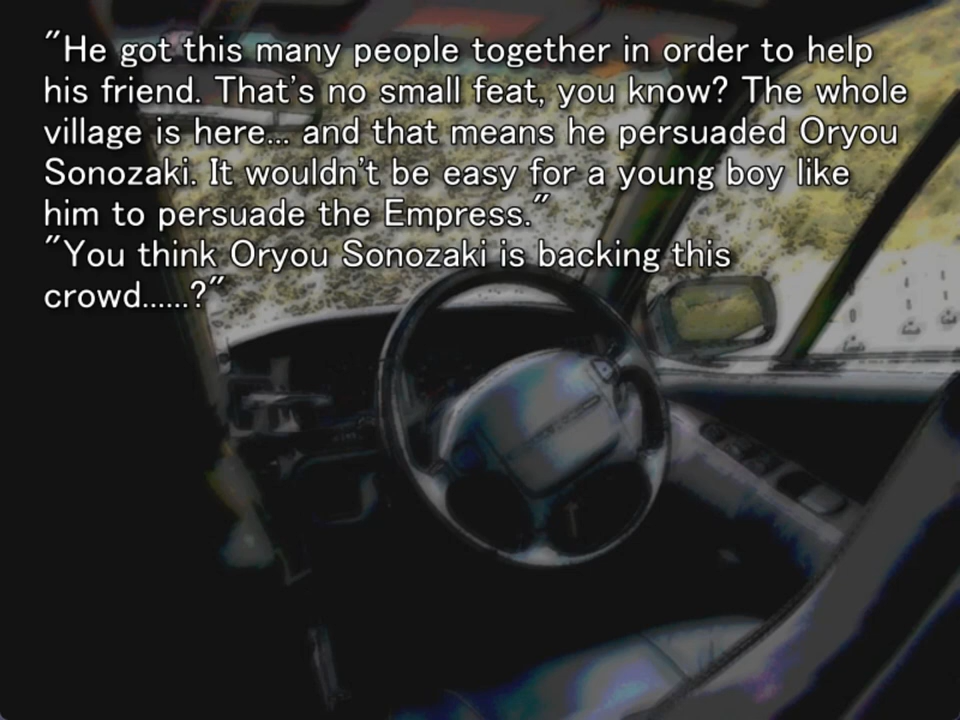 "He got this many people together in order to help
his friend. That's no small feat, you know? The whole
village is here... and that means he persuaded Oryou
Sonozaki. It wouldn't be easy for a young boy like
him to persuade the Empress."
"You think Oryou Sonozaki is backing this
crowd......?"